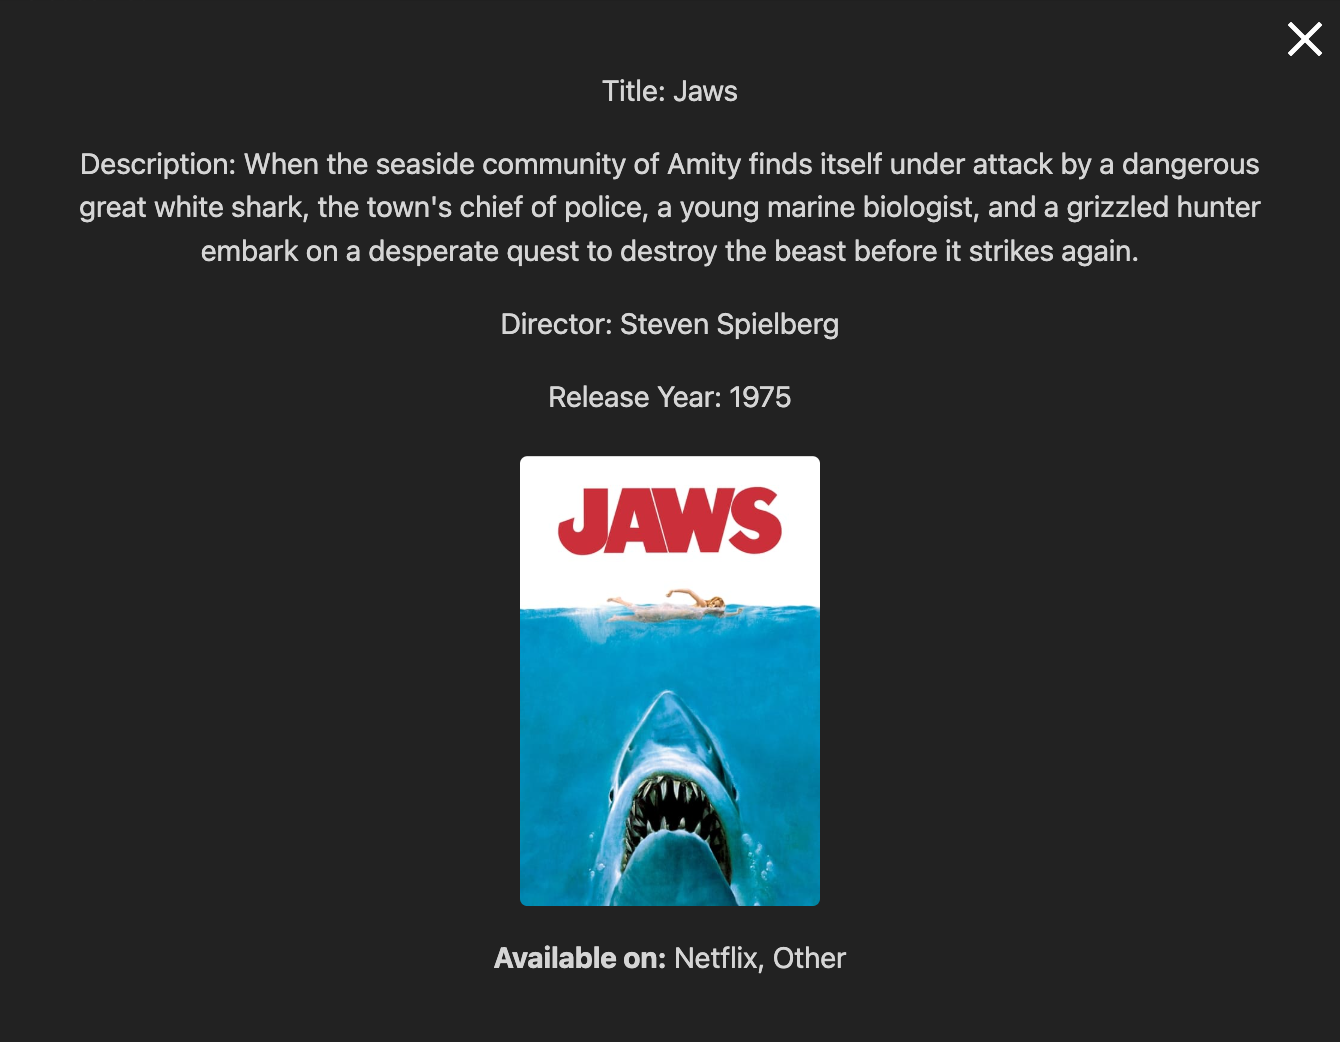 Title: Jaws
Description: When the seaside community of Amity finds itself under attack by a dangerous
great white shark, the town's chief of police, a young marine biologist, and a grizzled hunter
embark on a desperate quest to destroy the beast before it strikes again.
Director: Steven Spielberg
Release Year: 1975
JAWS
Available on: Netflix, Other